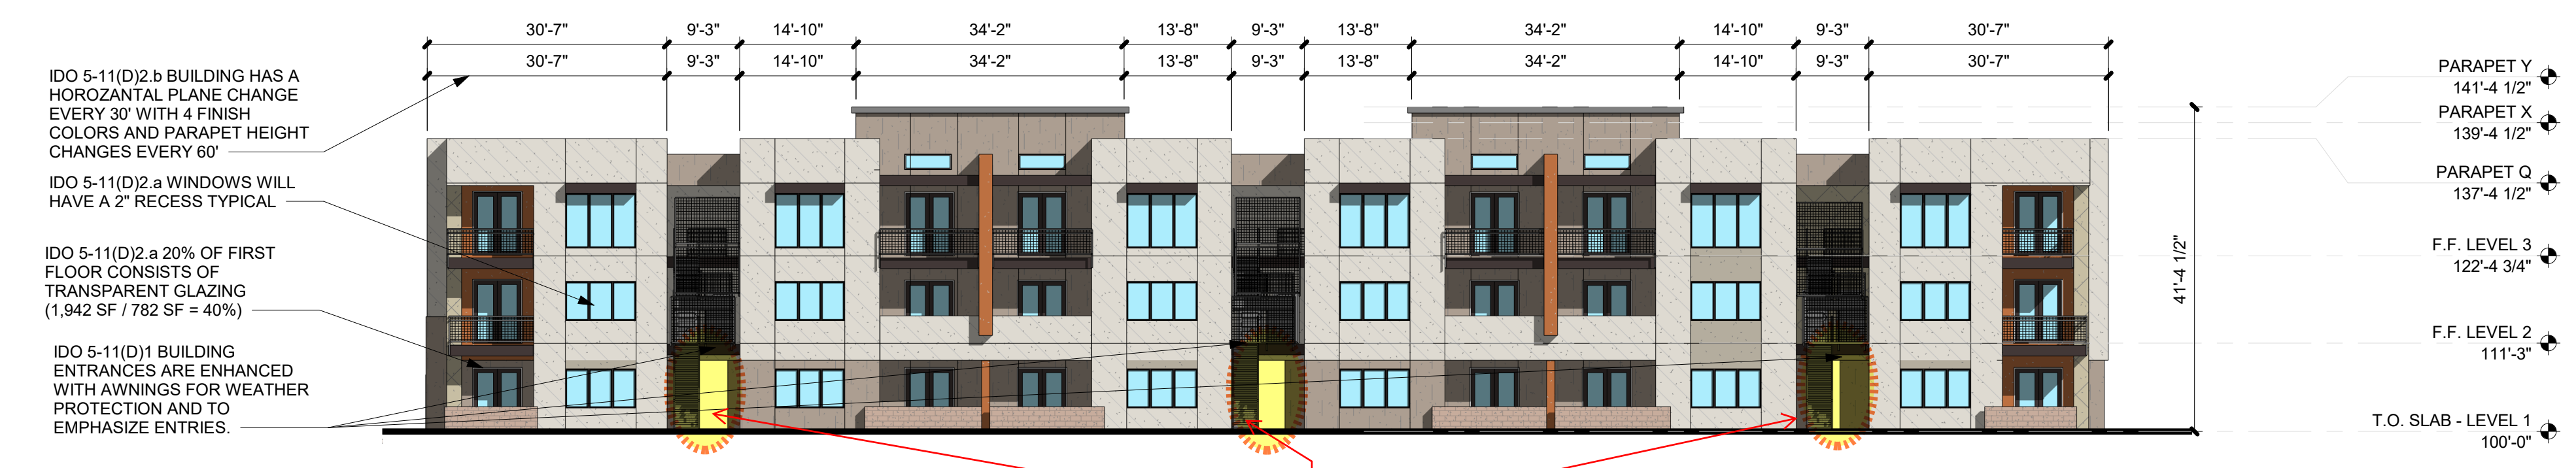 30'-7" 9'-3" 14'-10" 34'-2" 13'-8" 9'-3" 13'-8" 34'-2" 14'-10" 9'-3" 30'-7"
30'-7" 9'-3" 14'-10" 34'-2" 13'-8" 9'-3" 13'-8" 34'-2" 14'-10" 9'-3" 30'-7"
IDO 5-11(D)2.b BUILDING HAS A
HOROZANTAL PLANE CHANGE
EVERY 30' WITH 4 FINISH
COLORS AND PARAPET HEIGHT
CHANGES EVERY 60'
IDO 5-11(D)2.a WINDOWS WILL
HAVE A 2" RECESS TYPICAL
IDO 5-11(D)2.a 20% OF FIRST
FLOOR CONSISTS OF
TRANSPARENT GLAZING
(1,942 SF / 782 SF = 40%)
IDO 5-11(D)1 BUILDING
ENTRANCES ARE ENHANCED
WITH AWNINGS FOR WEATHER
PROTECTION AND TO
EMPHASIZE ENTRIES.
41'-4 1/2"
PARAPET Y
141'-4 1/2"
PARAPET X
139'-4 1/2"
PARAPET Q
137'-4 1/2"
F.F. LEVEL 3
122'-4 3/4"
F.F. LEVEL 2
111'-3"
T.O. SLAB - LEVEL 1
100'-0"